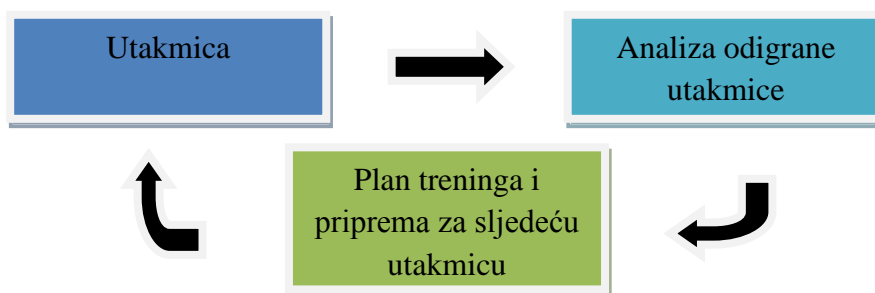 Utakmica
Analiza odigrane
utakmice
Plan treninga i
priprema za sljedeću
utakmicu